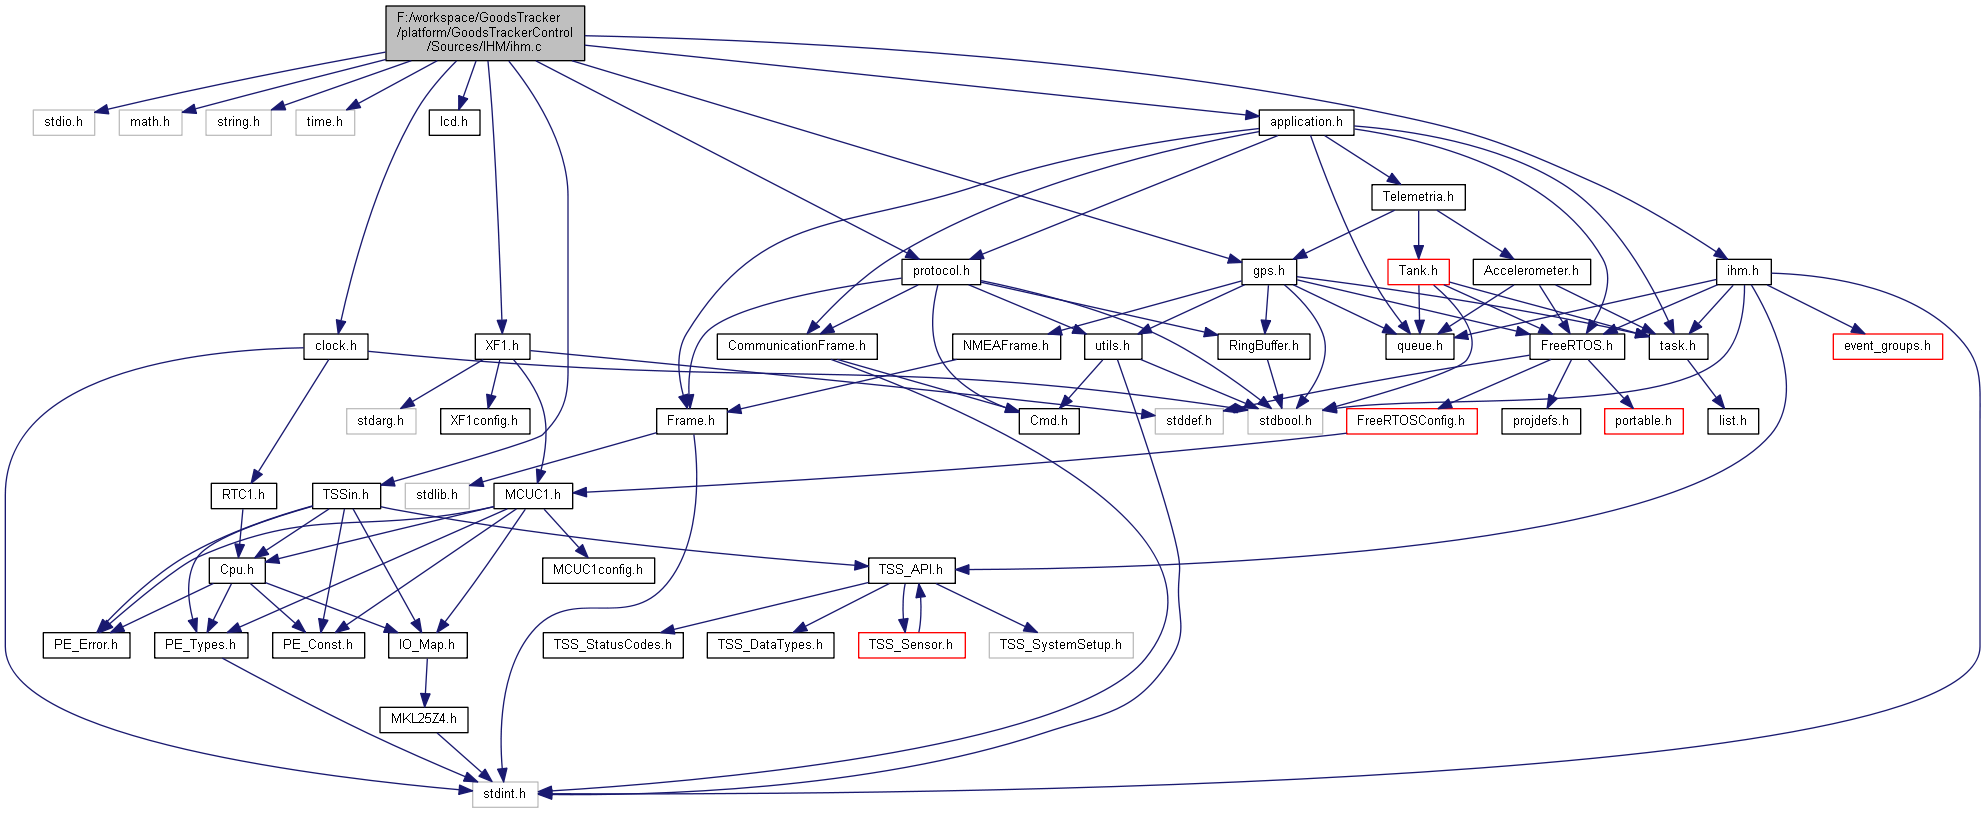 F:/workspace/GoodsTracker
/platform/GoodsTrackerControl
/Sources/IHM/ihm.c
stdio.h
math.h
string.h
time.h
lcd.h
application.h
Telemetria.h
protocol.h
gps.h
Tank.h
Accelerometer.h
ihm.h
clock.h
XF1.h
CommunicationFrame.h
NMEAFrame.h
utils.h
RingBuffer.h
queue.h
FreeRTOS.h
task.h
event_groups.h
stdarg.h
XF1config.h
Frame.h
Cmd.h
stddef.h
stdbool.h
FreeRTOSConfig.h
projdefs.h
portable.h
list.h
RTC1.h
TSSin.h
stdlib.h
MCUC1.h
Cpu.h
MCUC1config.h
TSS_API.h
PE_Error.h
PE_Types.h
PE_Const.h
IO_Map.h
TSS_StatusCodes.h
TSS_DataTypes.h
TSS_Sensor.h
TSS_SystemSetup.h
MKL25Z4.h
stdint.h